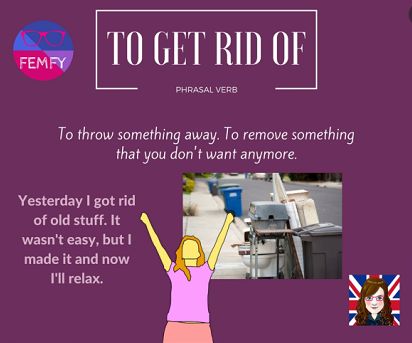 FEMFY
TO GET RID OF
PHRASAL VERB
To throw something away. To remove something
that you don't want anymore.
Yesterday I got rid
of old stuff. It
wasn't easy, but I
made it and now
I'll relax.